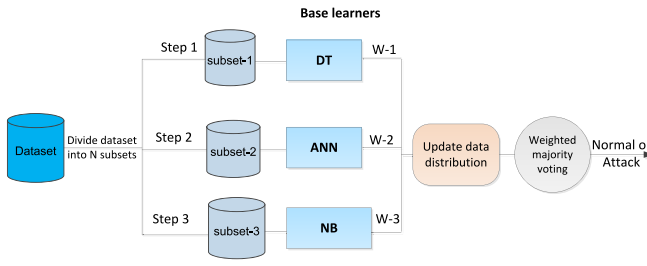 Base learners
Step 1
subset-1
DT
W-1
Dataset
Divide dataset
into N subsets
Step 2
subset-2
ANN
W-2
Update data
distribution
Weighted
majority
voting
Normal o
Attack
Step 3
subset-3
NB
W-3